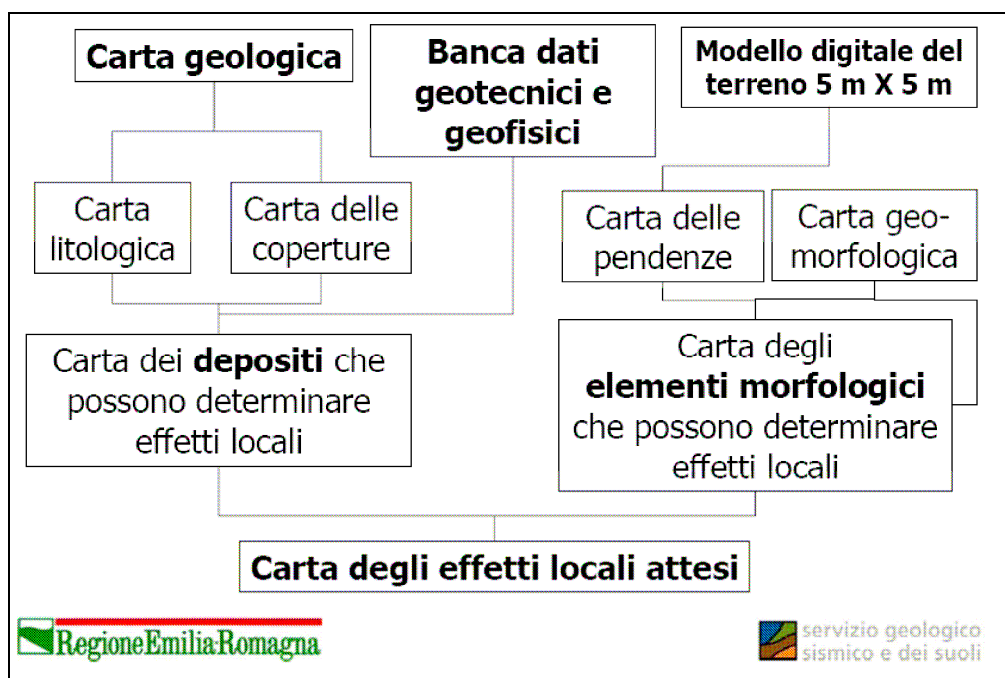 Carta geologica
Banca dati
geotecnici e
geofisici
Modello digitale del
terreno 5 m X 5 m
Carta
litologica
Carta delle
coperture
Carta delle
pendenze
Carta geo-
morfologica
Carta dei depositi che
possono determinare
effetti locali
Carta degli
elementi morfologici
che possono determinare
effetti locali
Carta degli effetti locali attesi
RegioneEmilia-Romagna
servizio geologico
sismico e dei suoli